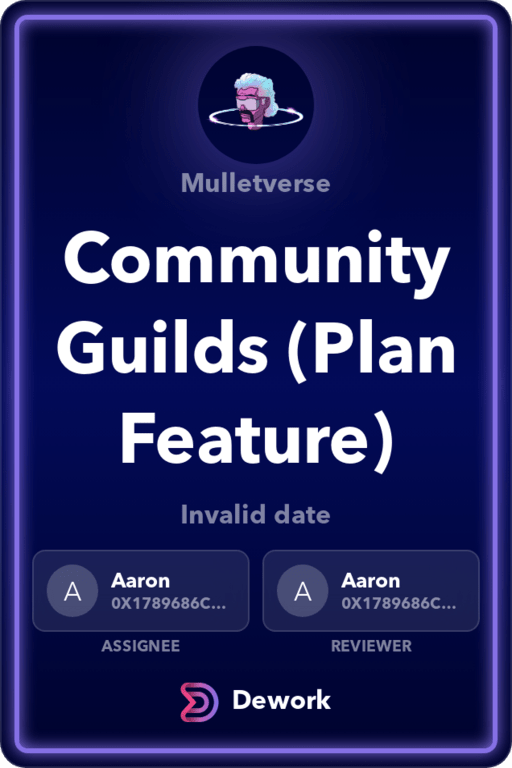 Mulletverse
Community
Guilds (Plan
Feature)
Invalid date
A
Aaron
0X1789686C...
ASSIGNEE
A
Aaron
0X1789686C...
REVIEWER
Dework